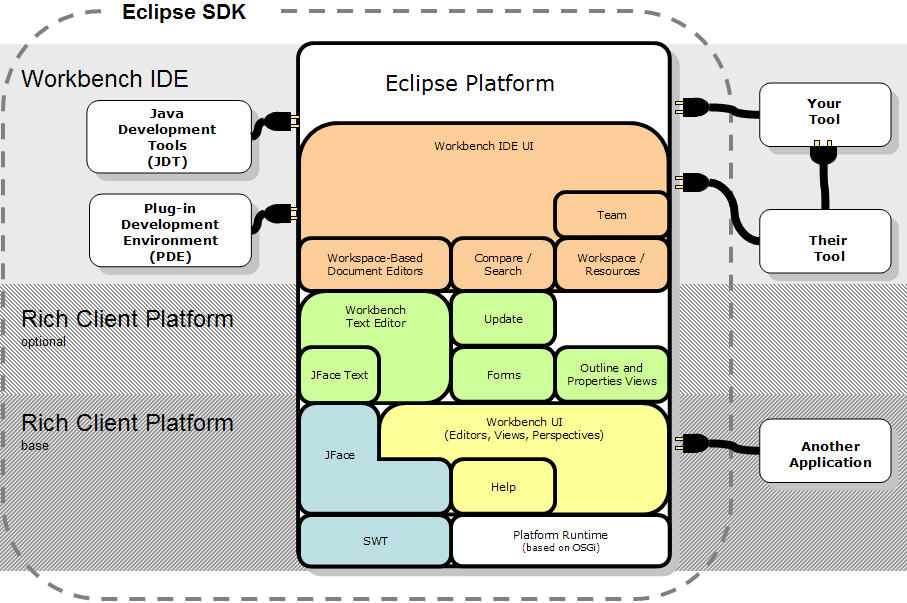 Eclipse SDK
Workbench IDE
Eclipse Platform
Java
Development
Tools
(JDT)
Your
Tool
Workbench IDE UI
Plug-in
Development
Environment
(PDE)
Team
Their
Tool
Workspace-Based
Document Editors
Compare /
Search
Workspace /
Resources
Rich Client Platform
optional
Workbench
Text Editor
Update
JFace Text
Forms
Outline and
Properties Views
Rich Client Platform
base
JFace
Workbench UI
(Editors, Views, Perspectives)
Another
Application
Help
SWT
Platform Runtime
(based on OSGi)